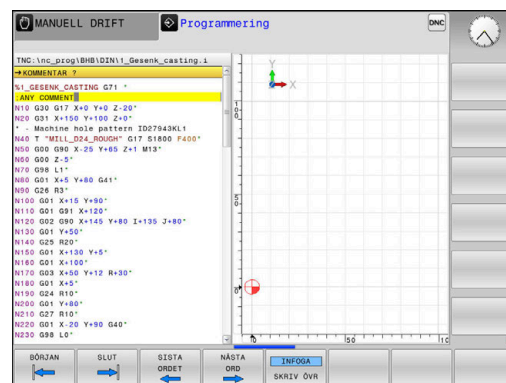 MANUELL DRIFT
Programmering
DNC
TNC:\nc_prog\BHB\DIN\1_Gesenk_casting.i
→KOMMENTAR ?
%1_GESENK_CASTING G71 *
;ANY COMMENT
N10 G30 G17 X+0 Y+0 Z-20*
N20 G31 X+150 Y+100 Z+0*
* - Machine hole pattern ID27943KL1
N40 T "MILL_D24_ROUGH" G17 S1800 F400*
N50 G00 G90 X-25 Y+65 Z+1 M13*
N60 G00 Z-5*
N70 G98 L1*
N80 G01 X+5 Y+80 G41*
N90 G26 R3*
N100 G01 X+15 Y+90*
N110 G01 G91 X+120*
N120 G02 G90 X+145 Y+80 I+135 J+80*
N130 G01 Y+50*
N140 G25 R20*
N150 G01 X+130 Y+5*
N160 G01 X+100*
N170 G03 X+50 Y+12 R+30*
N180 G01 X+5*
N190 G24 R10*
N200 G01 Y+80*
N210 G27 R10*
N220 G01 X-20 Y+90 G40*
N230 G98 L0*
Y
X
100
50
0
0
50
BÖRJAN
SLUT
SISTA ORDET
NÄSTA ORD
INFOGA
SKRIV ÖVR